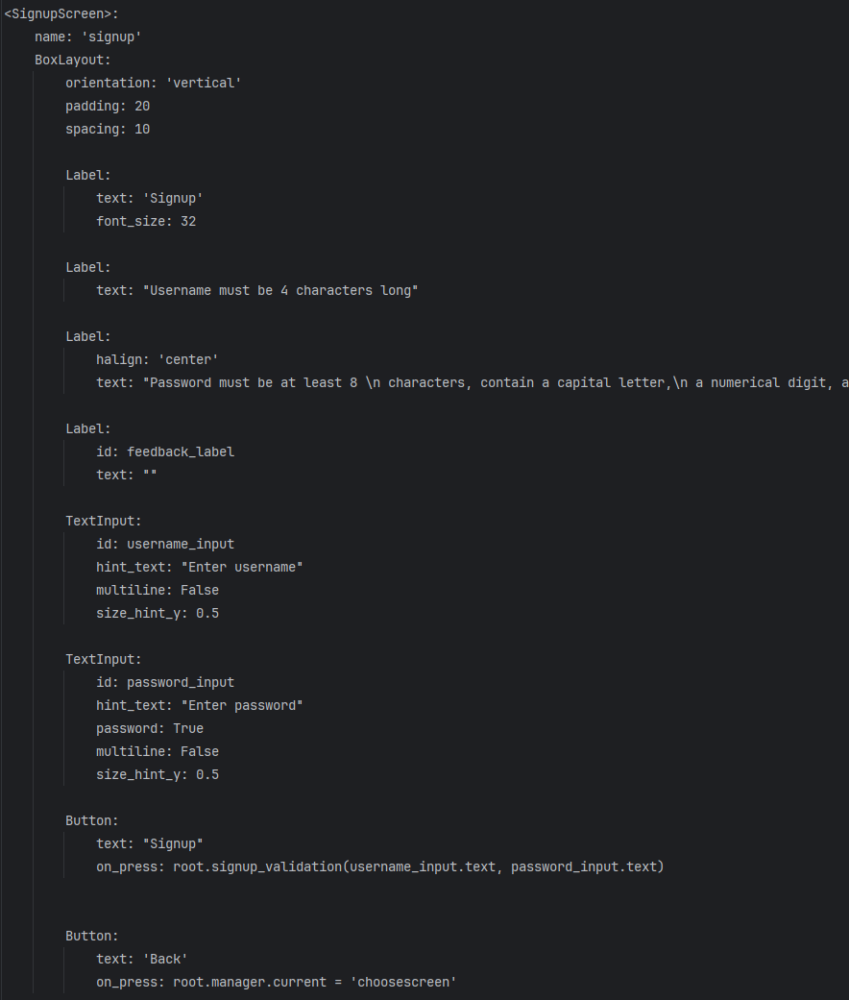 <SignupScreen>:
    name: 'signup'
    BoxLayout:
        orientation: 'vertical'
        padding: 20
        spacing: 10

        Label:
            text: 'Signup'
            font_size: 32

        Label:
            text: "Username must be 4 characters long"

        Label:
            halign: 'center'
            text: "Password must be at least 8 \n characters, contain a capital letter,\n a numerical digit, a

        Label:
            id: feedback_label
            text: ""

        TextInput:
            id: username_input
            hint_text: "Enter username"
            multiline: False
            size_hint_y: 0.5

        TextInput:
            id: password_input
            hint_text: "Enter password"
            password: True
            multiline: False
            size_hint_y: 0.5

        Button:
            text: "Signup"
            on_press: root.signup_validation(username_input.text, password_input.text)


        Button:
            text: 'Back'
            on_press: root.manager.current = 'choosescreen'